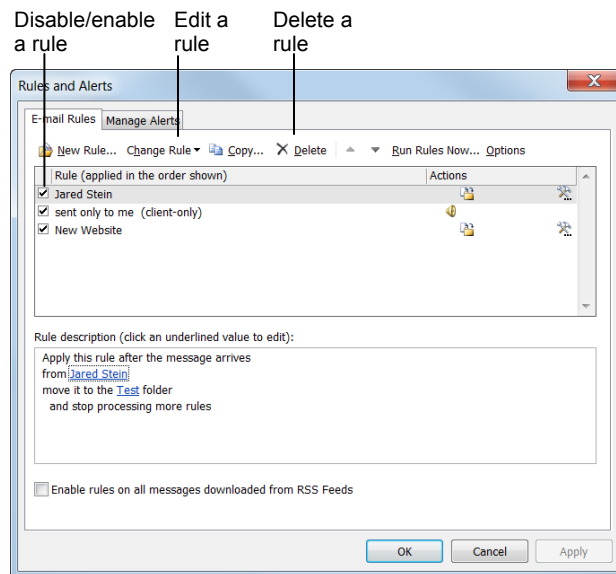 Disable/enable a rule
Edit a rule
Delete a rule
Rules and Alerts
E-mail Rules Manage Alerts
New Rule... Change Rule Copy... Delete Run Rules Now... Options
Rule (applied in the order shown) Actions
Jared Stein
sent only to me (client-only)
New Website
Rule description (click an underlined value to edit):
Apply this rule after the message arrives
from Jared Stein
move it to the Test folder
and stop processing more rules
Enable rules on all messages downloaded from RSS Feeds
OK Cancel Apply